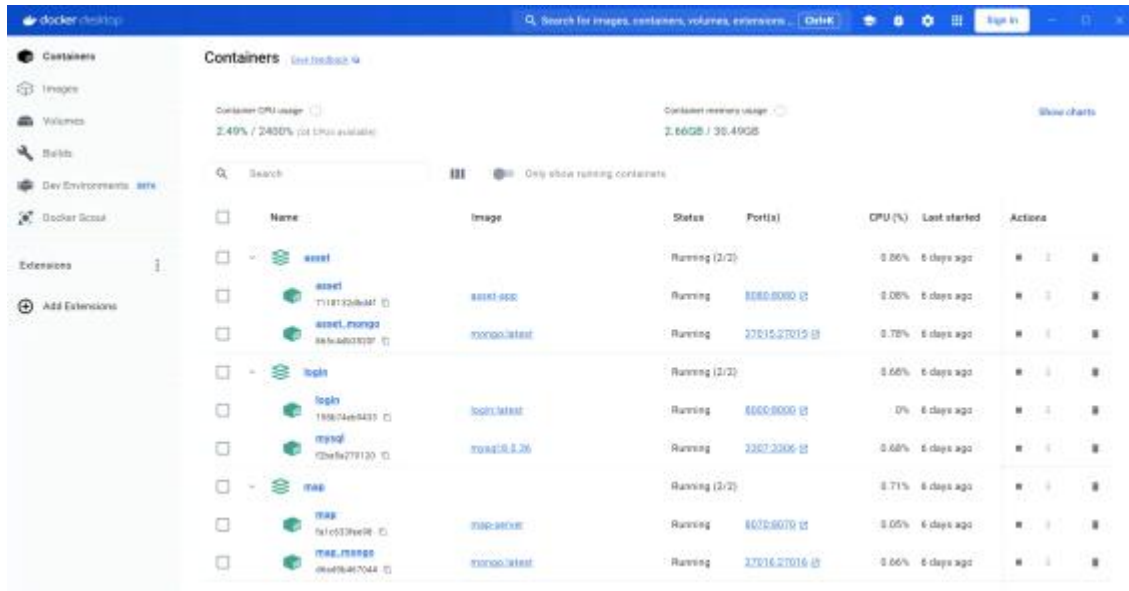 docker desktop
Search for images, containers, volumes, extensions ... Ctrl+K
Sign in
Containers
Images
Volumes
Builds
Dev Environments BETA
Docker Scout
Extensions
Add Extensions
Containers Give feedback
Container CPU usage
2.49% / 2400% (24 CPUs available)
Container memory usage
2.66GB / 30.49GB
Show charts
Search
Only show running containers
Name Image Status Port(s) CPU (%) Last started Actions
asset Running (2/2) 0.86% 6 days ago
asset asset-app Running 8080:8080 0.08% 6 days ago
asset_mongo mongo:latest Running 27015:27015 0.78% 6 days ago
login Running (2/2) 0.68% 6 days ago
login login:latest Running 8000:8000 0% 6 days ago
mysql mysql:8.0.26 Running 3307:3306 0.68% 6 days ago
map Running (2/2) 0.71% 6 days ago
map map-server Running 8070:8070 0.05% 6 days ago
map_mongo mongo:latest Running 27016:27016 0.66% 6 days ago